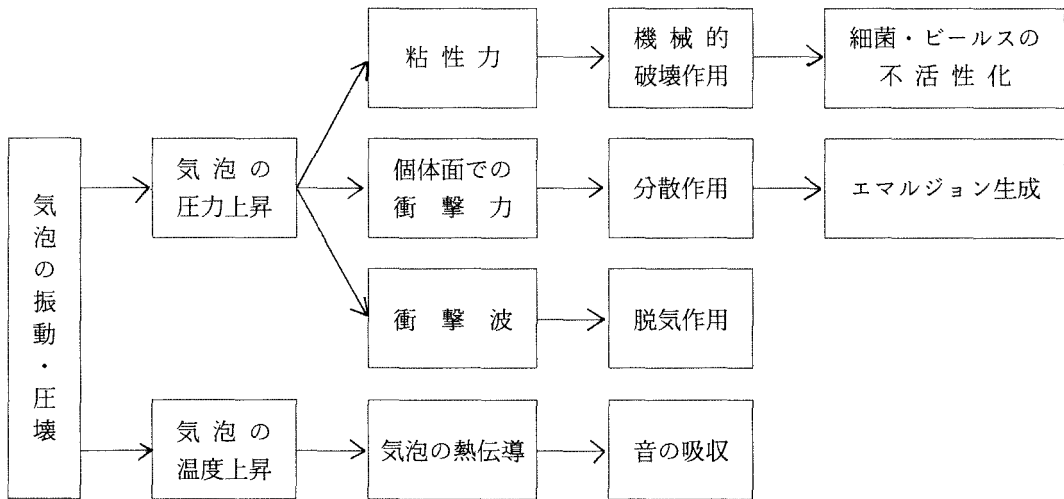 気泡の振動・圧壊
気泡の
圧力上昇
粘性力
機械的
破壊作用
細菌・ビールスの
不活性化
個体面での
衝撃力
分散作用
エマルジョン生成
衝撃波
脱気作用
気泡の
温度上昇
気泡の熱伝導
音の吸収